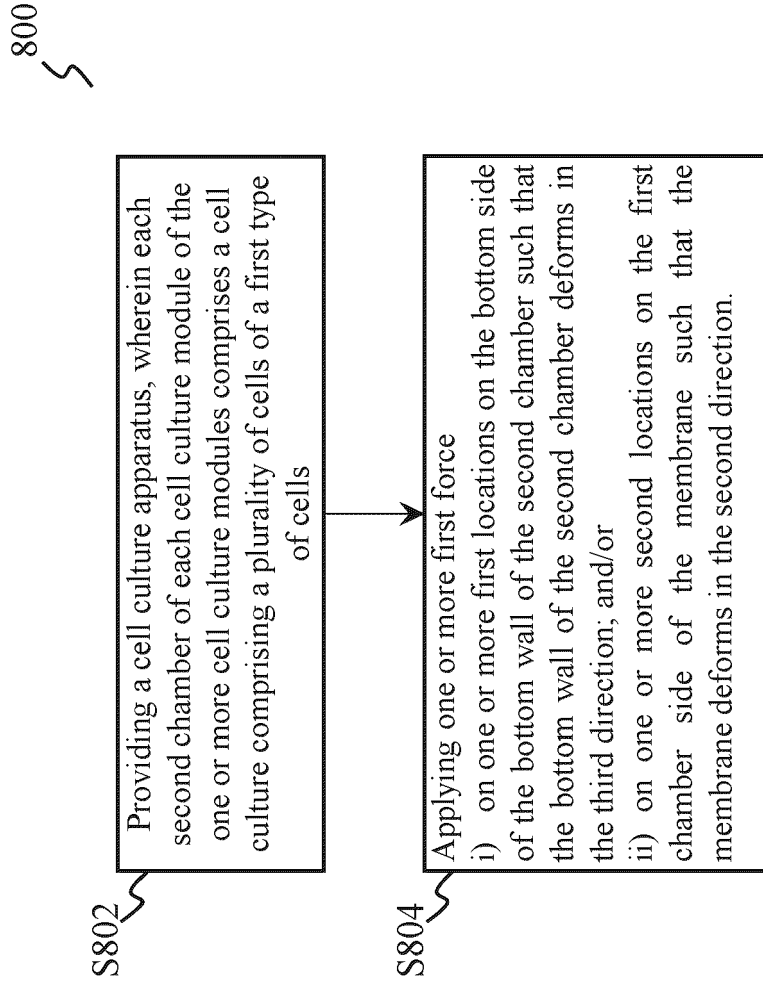 800
S802
Providing a cell culture apparatus, wherein each
second chamber of each cell culture module of the
one or more cell culture modules comprises a cell
culture comprising a plurality of cells of a first type
of cells
S804
Applying one or more first force
i) on one or more first locations on the bottom side
of the bottom wall of the second chamber such that
the bottom wall of the second chamber deforms in
the third direction; and/or
ii) on one or more second locations on the first
chamber side of the membrane such that the
membrane deforms in the second direction.